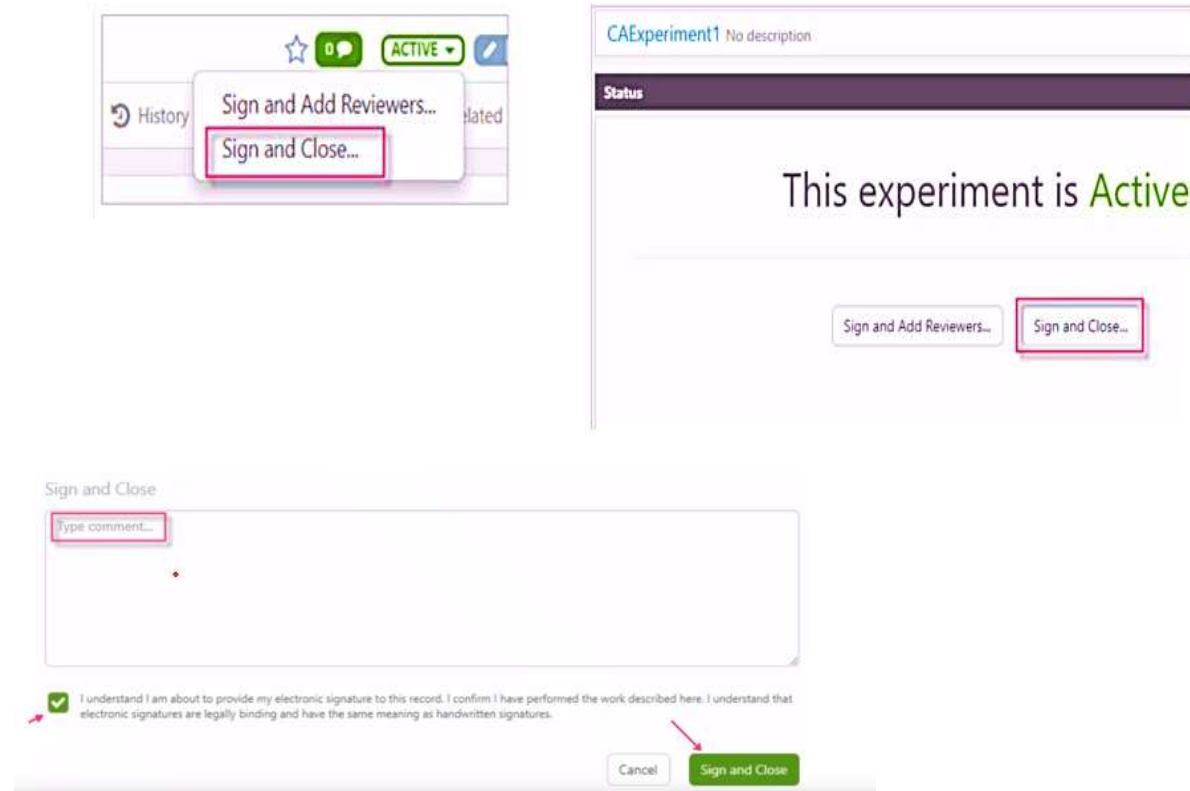 0
ACTIVE
History
Sign and Add Reviewers...
elated
Sign and Close...
CAExperiment1 No description
Status
This experiment is Active
Sign and Add Reviewers...
Sign and Close...
Sign and Close
Type comment...
I understand I am about to provide my electronic signature to this record. I confirm I have performed the work described here. I understand that
electronic signatures are legally binding and have the same meaning as handwritten signatures.
Cancel
Sign and Close